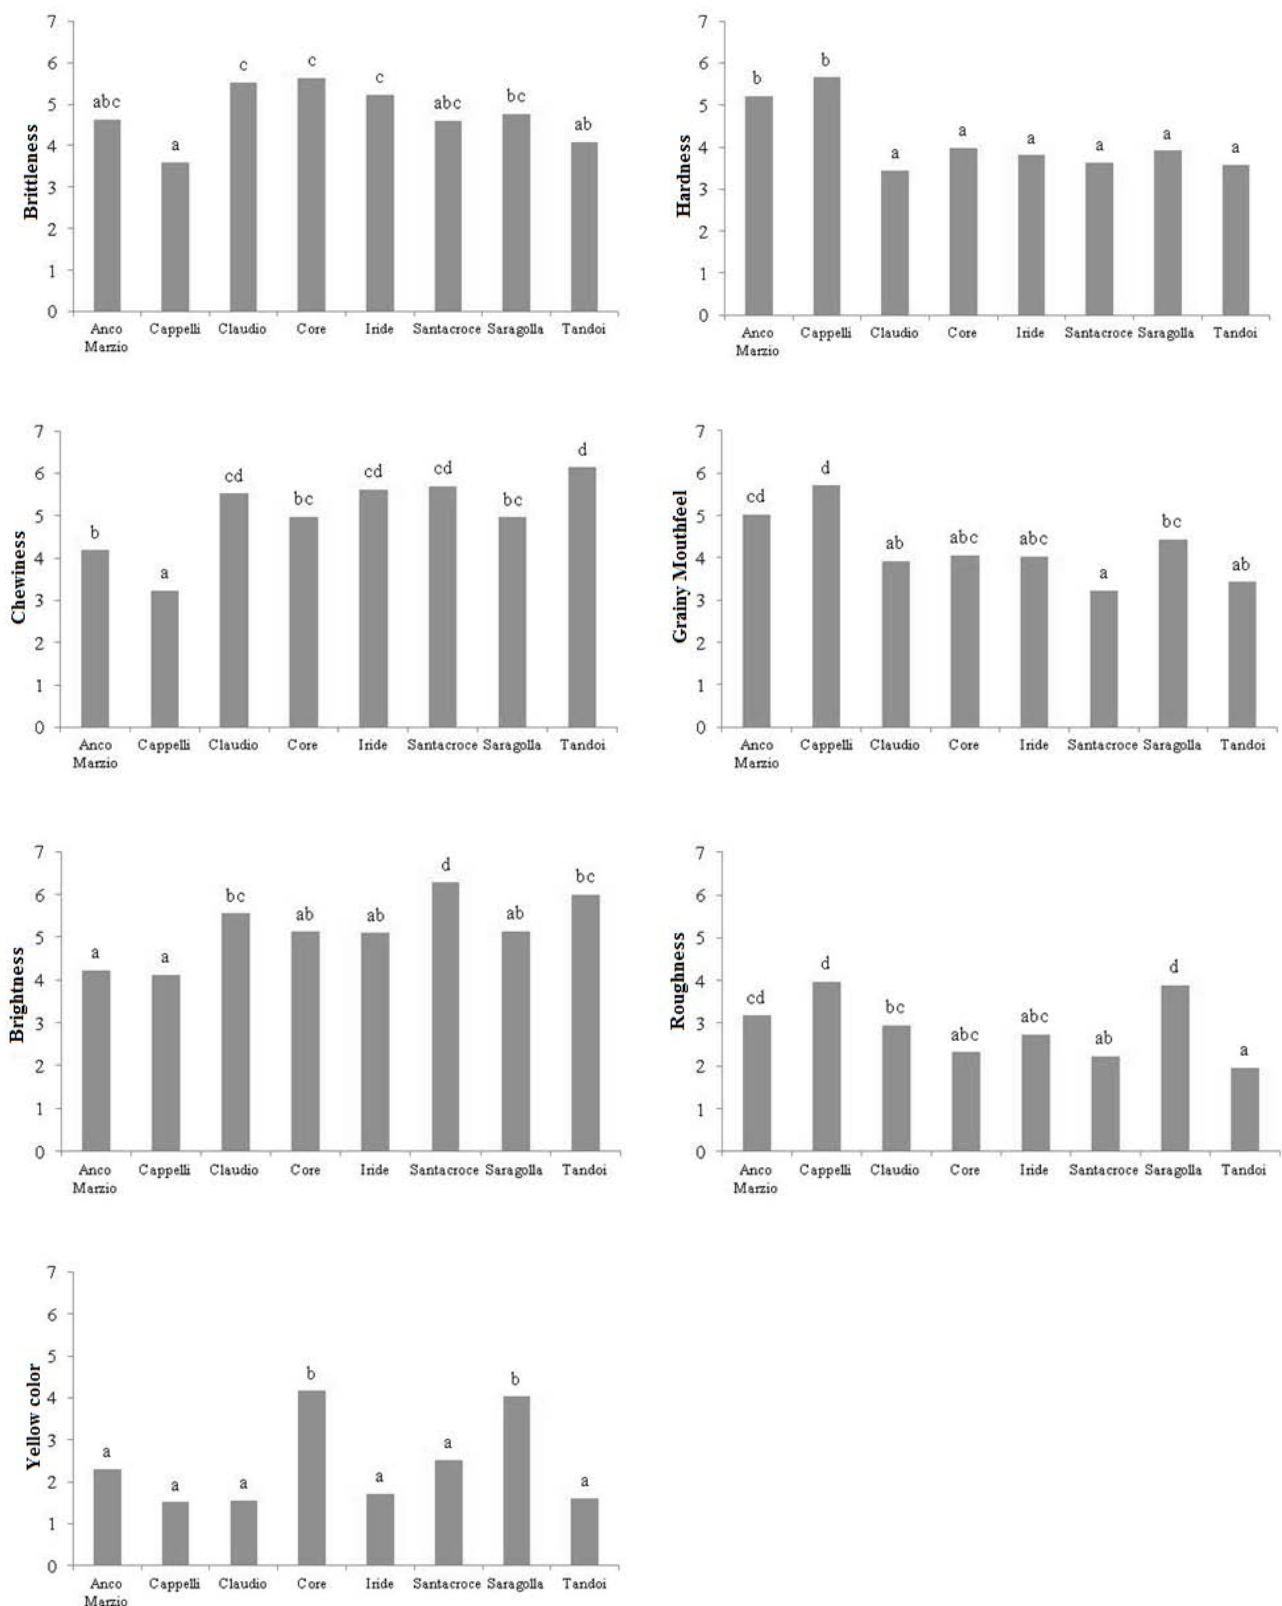 Brittleness
7
6
5
4
3
2
1
0
abc
a
c
c
c
abc
bc
ab
Anco Cappelli Claudio Core Iride Santacroce Saragolla Tandoi
Marzio
Hardness
7
6
5
4
3
2
1
0
b
b
a
a
a
a
a
a
Anco Cappelli Claudio Core Iride Santacroce Saragolla Tandoi
Marzio
Chewiness
7
6
5
4
3
2
1
0
b
a
cd
bc
cd
cd
bc
d
Anco Cappelli Claudio Core Iride Santacroce Saragolla Tandoi
Marzio
Grainy Mouthfeel
7
6
5
4
3
2
1
0
cd
d
ab
abc
abc
a
bc
ab
Anco Cappelli Claudio Core Iride Santacroce Saragolla Tandoi
Marzio
Brightness
7
6
5
4
3
2
1
0
a
a
bc
ab
ab
d
ab
bc
Anco Cappelli Claudio Core Iride Santacroce Saragolla Tandoi
Marzio
Roughness
7
6
5
4
3
2
1
0
cd
d
bc
abc
abc
ab
d
a
Anco Cappelli Claudio Core Iride Santacroce Saragolla Tandoi
Marzio
Yellow color
7
6
5
4
3
2
1
0
a
a
a
b
a
a
b
a
Anco Cappelli Claudio Core Iride Santacroce Saragolla Tandoi
Marzio